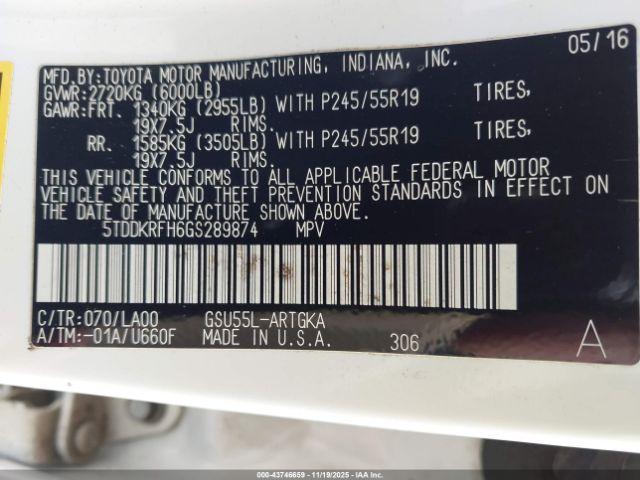 05/16
MFD.BY:TOYOTA MOTOR MANUFACTURING, INDIANA, INC.
GVWR:2720KG (6000LB)
GAWR:FRT. 1340KG (2955LB) WITH P245/55R19 TIRES,
19X7.5J RIMS.
RR. 1585KG (3505LB) WITH P245/55R19 TIRES,
19X7.5J RIMS.
THIS VEHICLE CONFORMS TO ALL APPLICABLE FEDERAL MOTOR
VEHICLE SAFETY AND THEFT PREVENTION STANDARDS IN EFFECT ON
THE DATE OF MANUFACTURE SHOWN ABOVE.
5TDDKRFH6GS289874 MPV
C/TR:070/LA00 GSU55L-ARTGKA
A/TM:-01A/U660F MADE IN U.S.A. 306 A
000-43746659 - 11/19/2025 - IAAI.COM